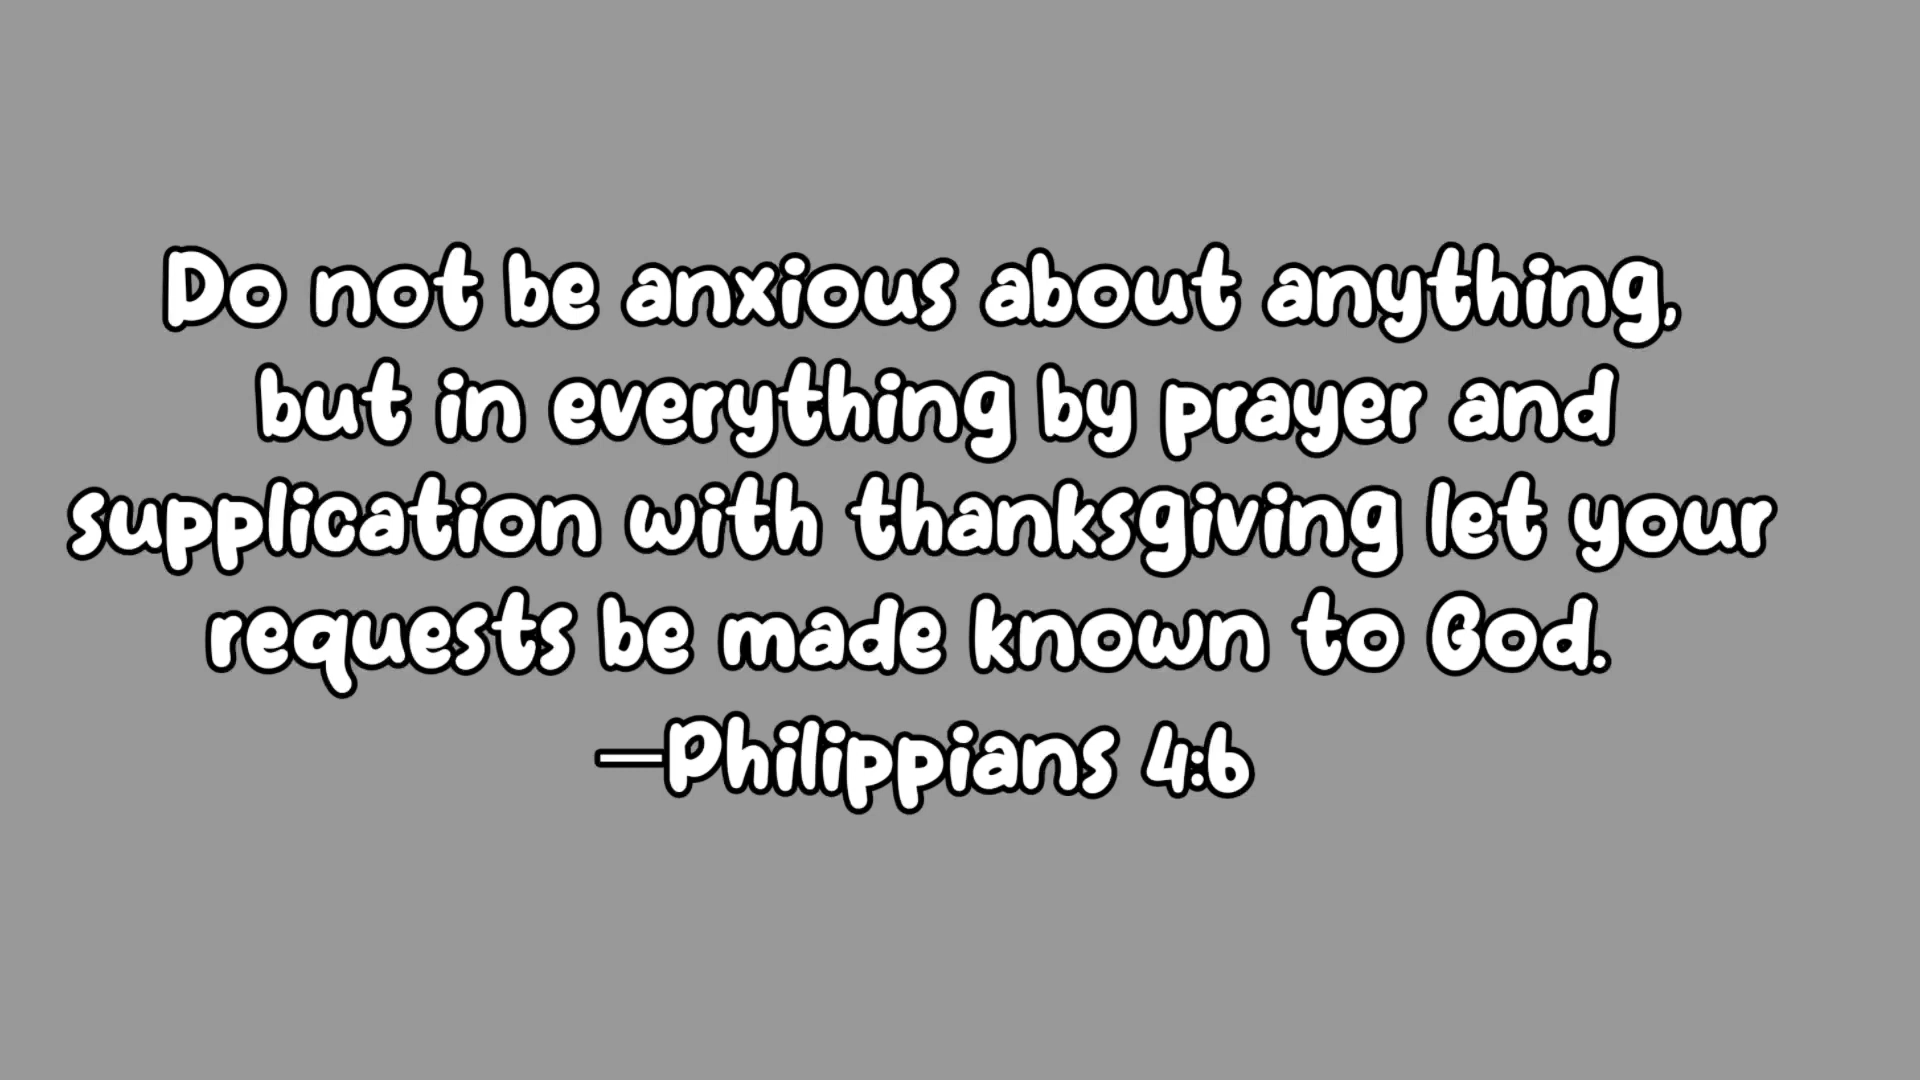 Do not be anxious about anything,
but in everything by prayer and
supplication with thanksgiving let your
requests be made known to God.
—Philippians 4:6